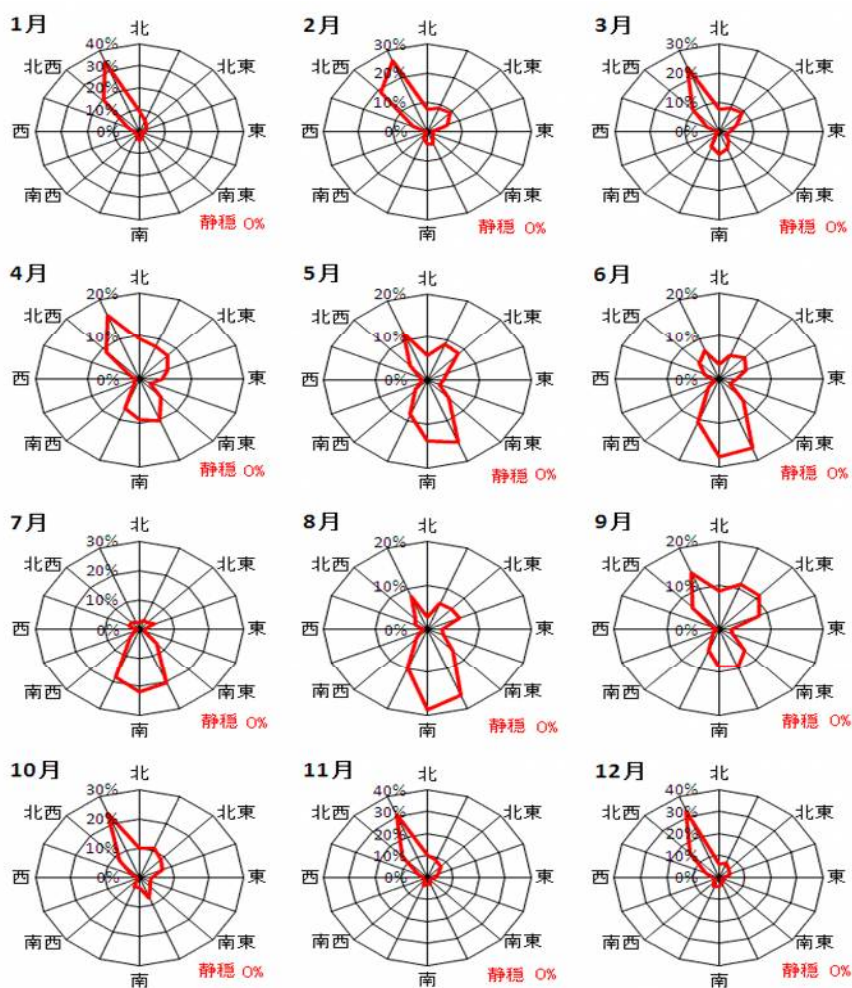 1月
北
40%
北西
30%
北東
20%
10%
西
0%
東
南西
南東
静穏 0%
南
2月
北
30%
北西
20%
北東
10%
西
0%
東
南西
南東
静穏 0%
南
3月
北
30%
北西
20%
北東
10%
西
0%
東
南西
南東
静穏 0%
南
4月
北
20%
北西
北東
10%
西
0%
東
南西
南東
静穏 0%
南
5月
北
20%
北西
北東
10%
西
0%
東
南西
南東
静穏 0%
南
6月
北
20%
北西
北東
10%
西
0%
東
南西
南東
静穏 0%
南
7月
北
30%
北西
20%
北東
10%
西
0%
東
南西
南東
静穏 0%
南
8月
北
20%
北西
北東
10%
西
0%
東
南西
南東
静穏 0%
南
9月
北
20%
北西
北東
10%
西
0%
東
南西
南東
静穏 0%
南
10月
北
30%
北西
20%
北東
10%
西
0%
東
南西
南東
静穏 0%
南
11月
北
40%
北西
30%
北東
20%
10%
西
0%
東
南西
南東
静穏 0%
南
12月
北
40%
北西
30%
北東
20%
10%
西
0%
東
南西
南東
静穏 0%
南